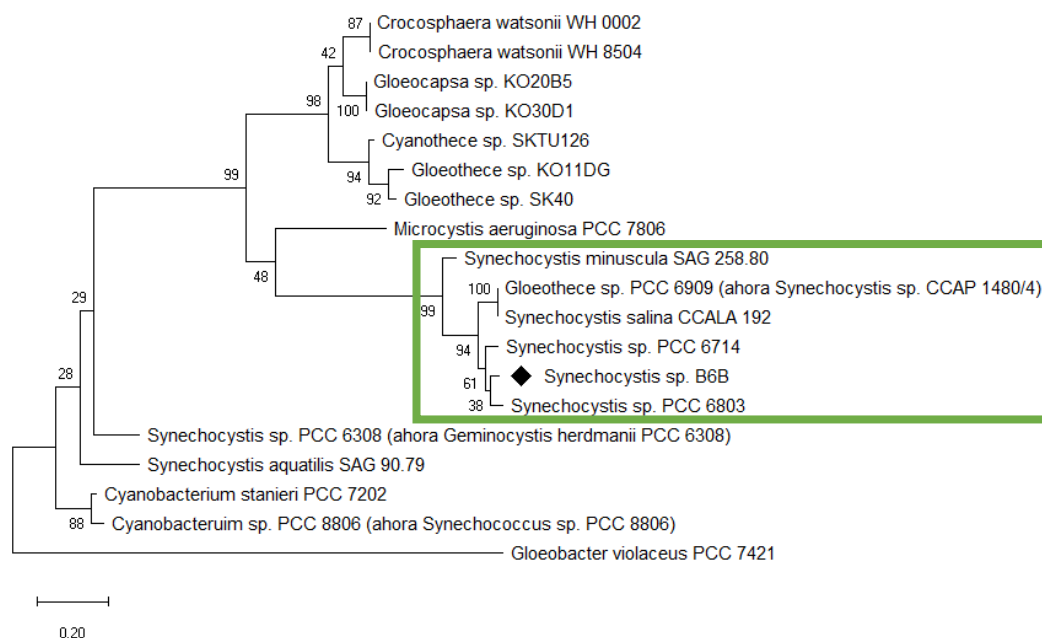 87
Crocosphaera watsonii WH 0002
42
Crocosphaera watsonii WH 8504
Gloeocapsa sp. KO20B5
98
100
Gloeocapsa sp. KO30D1
Cyanothece sp. SKTU126
99
94
Gloeothece sp. KO11DG
92
Gloeothece sp. SK40
Microcystis aeruginosa PCC 7806
48
Synechocystis minuscula SAG 258.80
29
99
100
Gloeothece sp. PCC 6909 (ahora Synechocystis sp. CCAP 1480/4)
Synechocystis salina CCALA 192
94
Synechocystis sp. PCC 6714
28
61
Synechocystis sp. B6B
38
Synechocystis sp. PCC 6803
Synechocystis sp. PCC 6308 (ahora Geminocystis herdmanii PCC 6308)
Synechocystis aquatilis SAG 90.79
Cyanobacterium stanieri PCC 7202
88
Cyanobacteruim sp. PCC 8806 (ahora Synechococcus sp. PCC 8806)
Gloeobacter violaceus PCC 7421
0.20